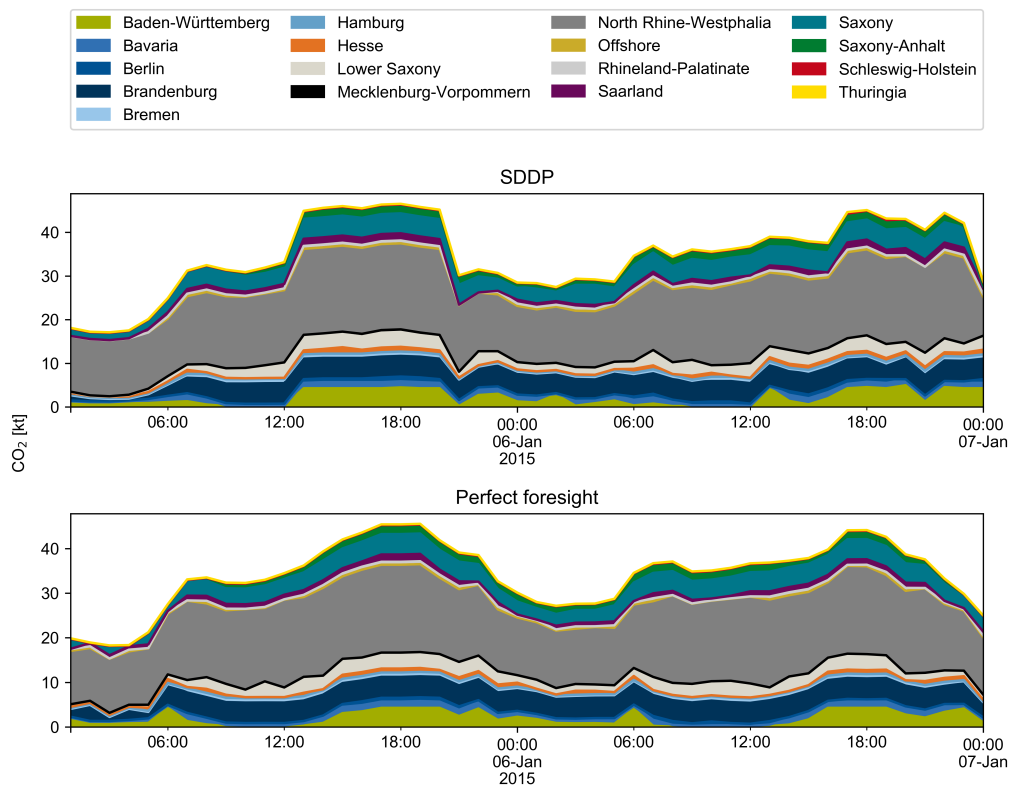 Baden-Württemberg
Bavaria
Berlin
Brandenburg
Bremen
Hamburg
Hesse
Lower Saxony
Mecklenburg-Vorpommern
North Rhine-Westphalia
Offshore
Rhineland-Palatinate
Saarland
Saxony
Saxony-Anhalt
Schleswig-Holstein
Thuringia
SDDP
40
30
20
10
0
06:00 12:00 18:00 00:00 06:00 12:00 18:00 00:00
06-Jan 07-Jan
2015
CO₂ [kt]
Perfect foresight
40
30
20
10
0
06:00 12:00 18:00 00:00 06:00 12:00 18:00 00:00
06-Jan 07-Jan
2015